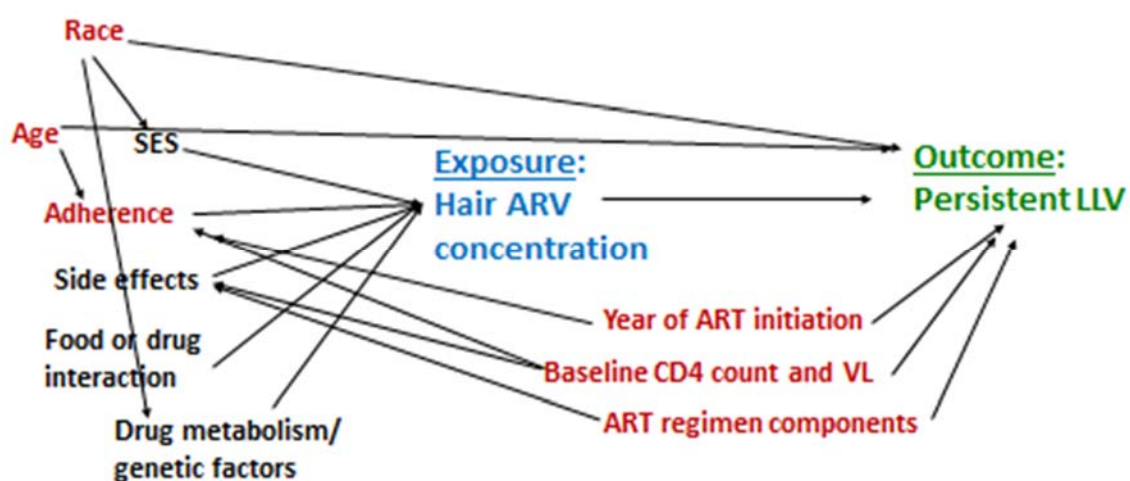 Race
Age
SES
Adherence
Side effects
Food or drug
interaction
Drug metabolism/
genetic factors
Exposure:
Hair ARV
concentration
Outcome:
Persistent LLV
Year of ART initiation
Baseline CD4 count and VL
ART regimen components